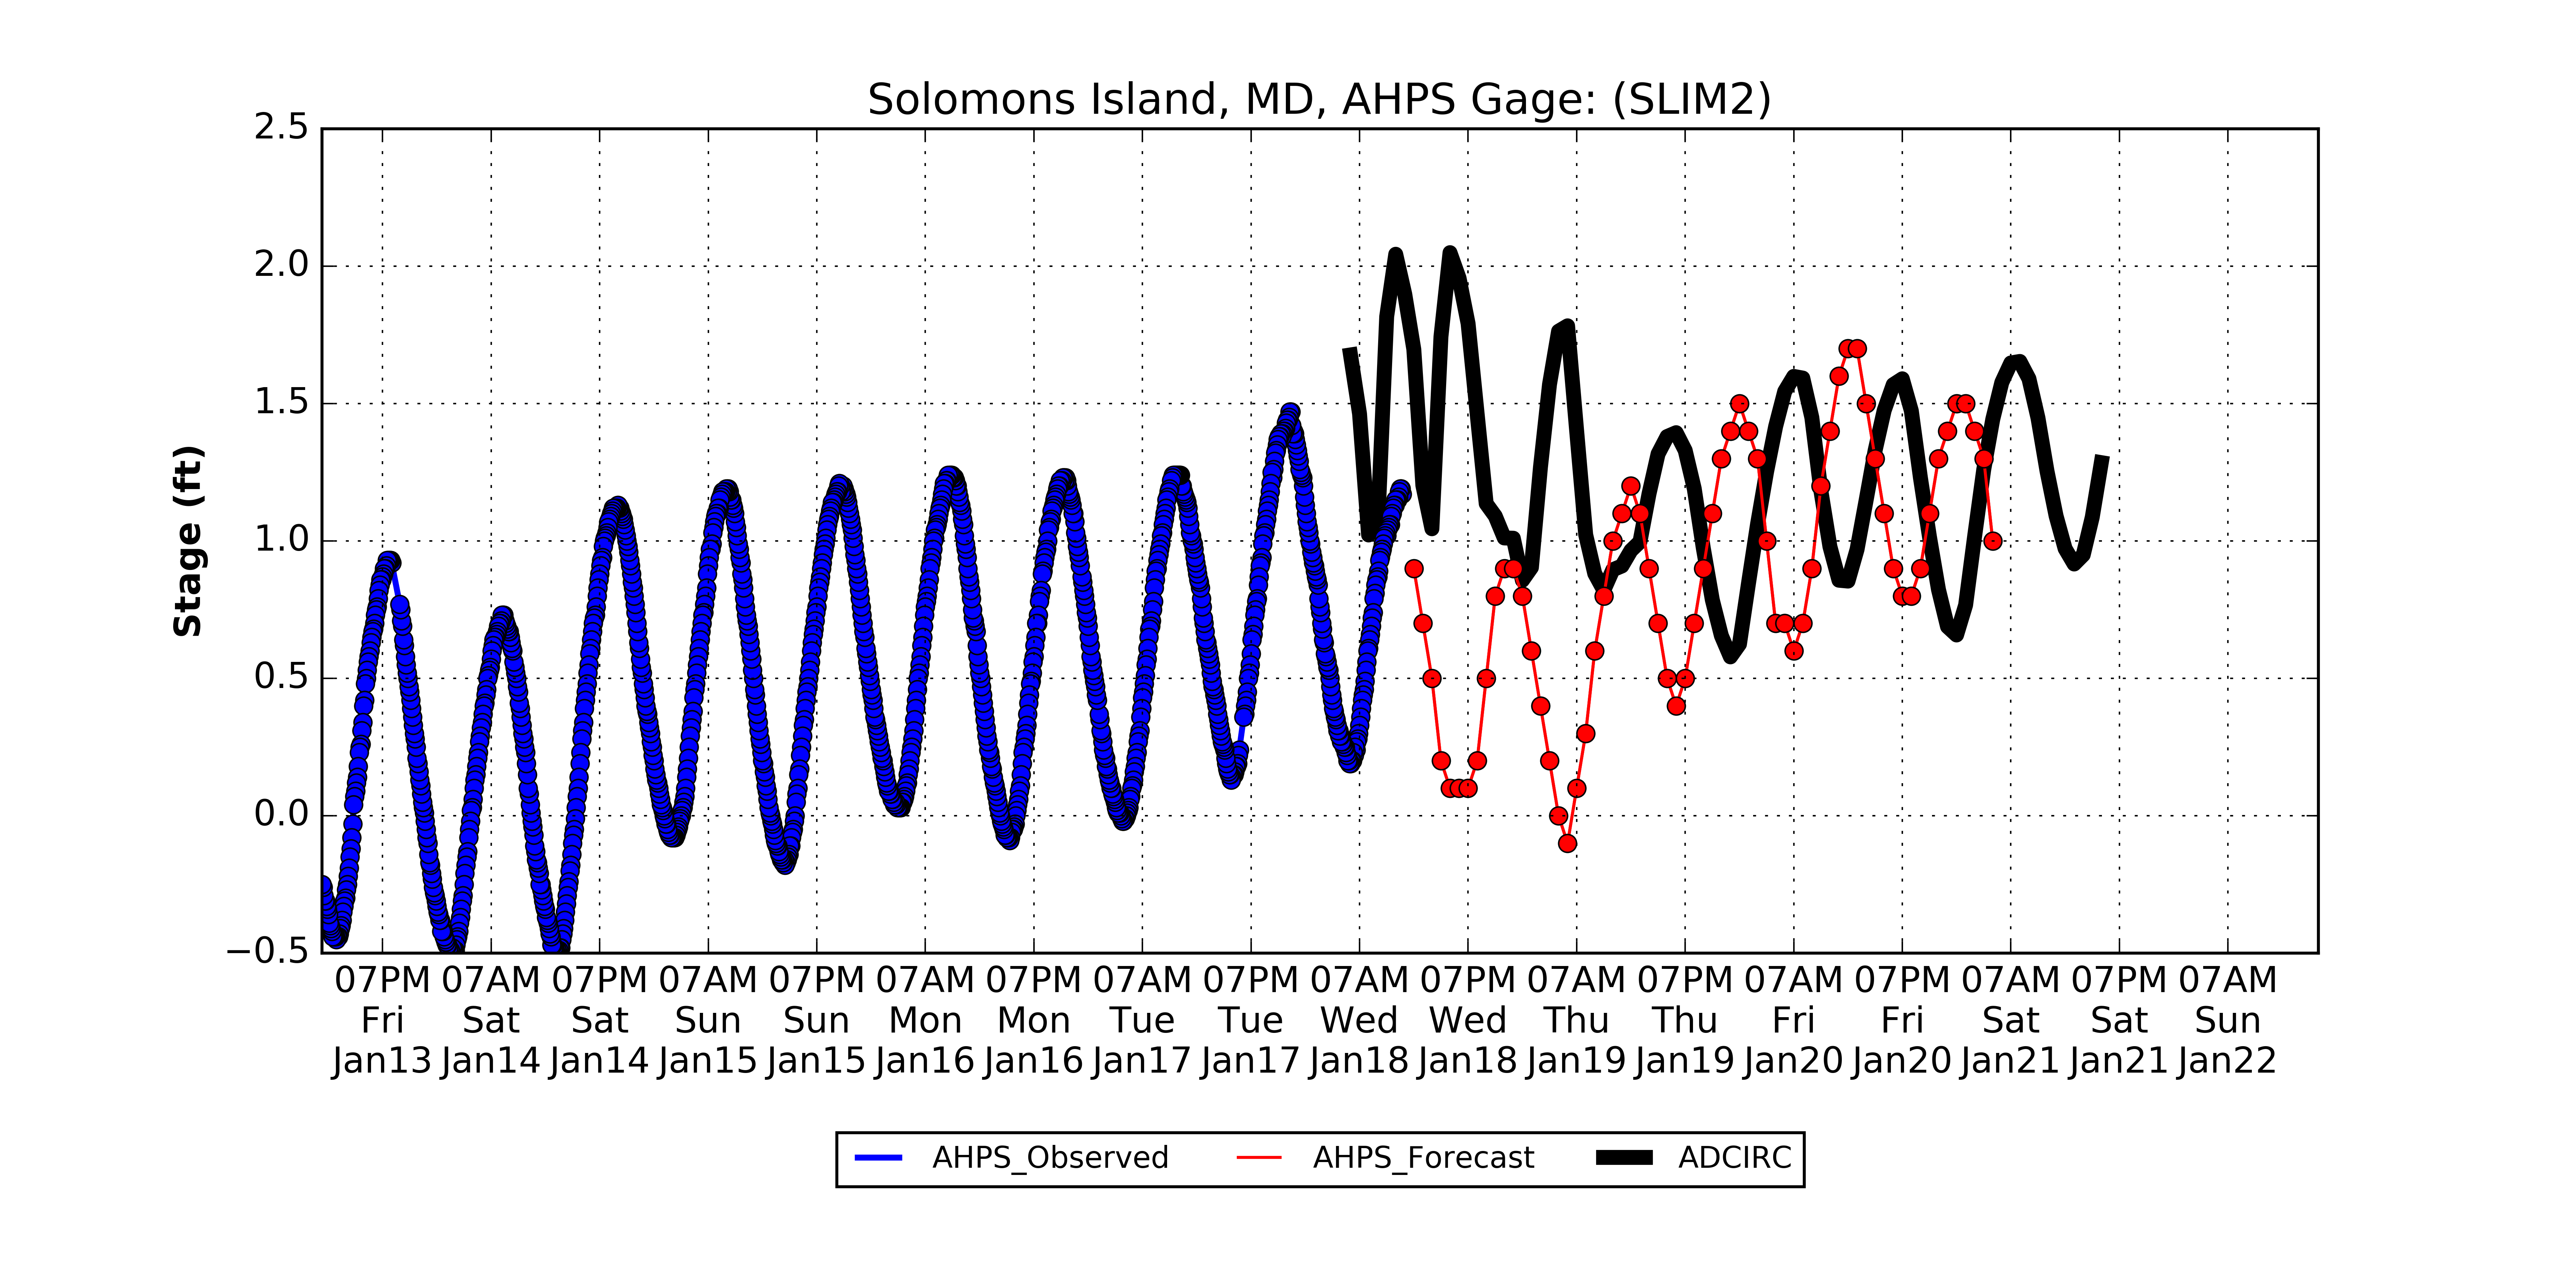 Solomons Island, MD, AHPS Gage: (SLIM2)
Stage (ft)
2.5
2.0
1.5
1.0
0.5
0.0
−0.5
07PM 07AM 07PM 07AM 07PM 07AM 07PM 07AM 07PM 07AM 07PM 07AM 07PM 07AM 07PM 07AM 07PM 07AM
Fri Sat Sat Sun Sun Mon Mon Tue Tue Wed Wed Thu Thu Fri Fri Sat Sat Sun
Jan13 Jan14 Jan14 Jan15 Jan15 Jan16 Jan16 Jan17 Jan17 Jan18 Jan18 Jan19 Jan19 Jan20 Jan20 Jan21 Jan21 Jan22
AHPS_Observed AHPS_Forecast ADCIRC